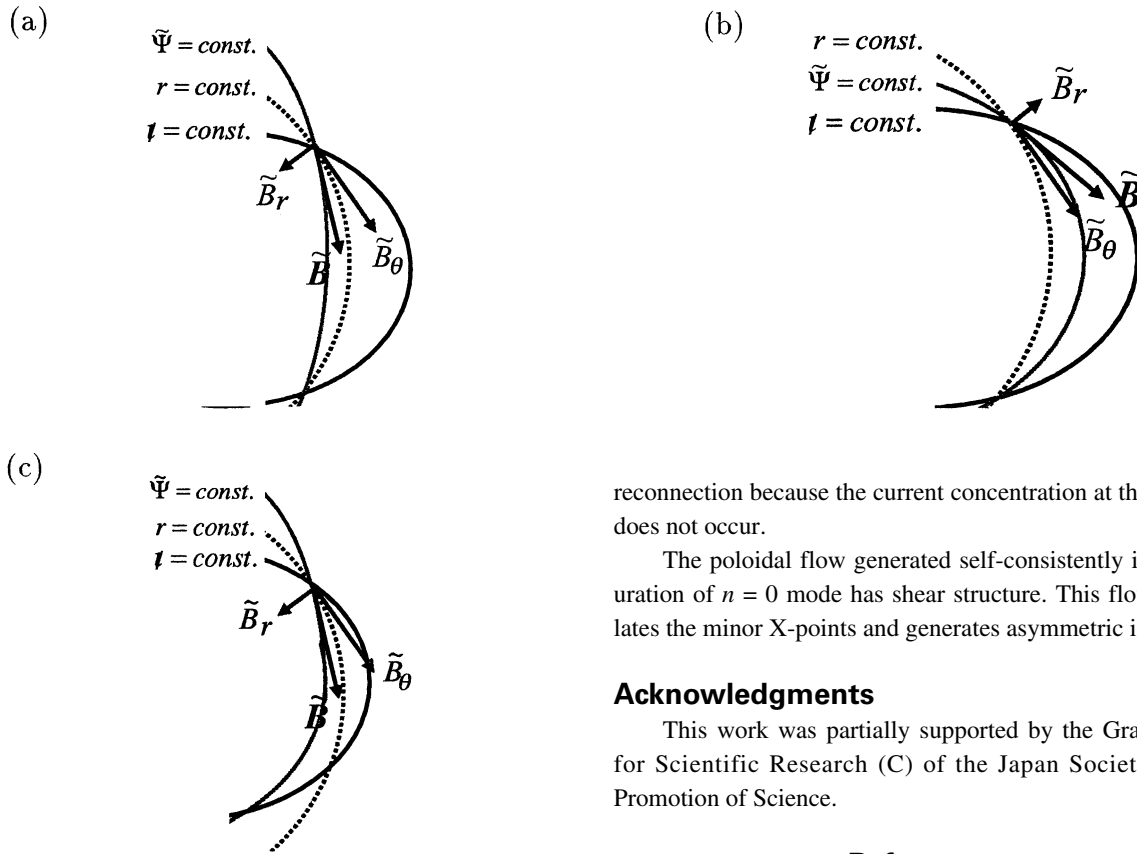 (a)
Ψ̃ = const.
r = const.
ɩ = const.
B̃r
B̃
B̃θ
(b)
r = const.
Ψ̃ = const.
ɩ = const.
B̃r
B̃
B̃θ
(c)
Ψ̃ = const.
r = const.
ɩ = const.
B̃r
B̃θ
B̃
reconnection because the current concentration at th
does not occur.
The poloidal flow generated self-consistently i
uration of n = 0 mode has shear structure. This flo
lates the minor X-points and generates asymmetric i
Acknowledgments
This work was partially supported by the Gra
for Scientific Research (C) of the Japan Societ
Promotion of Science.